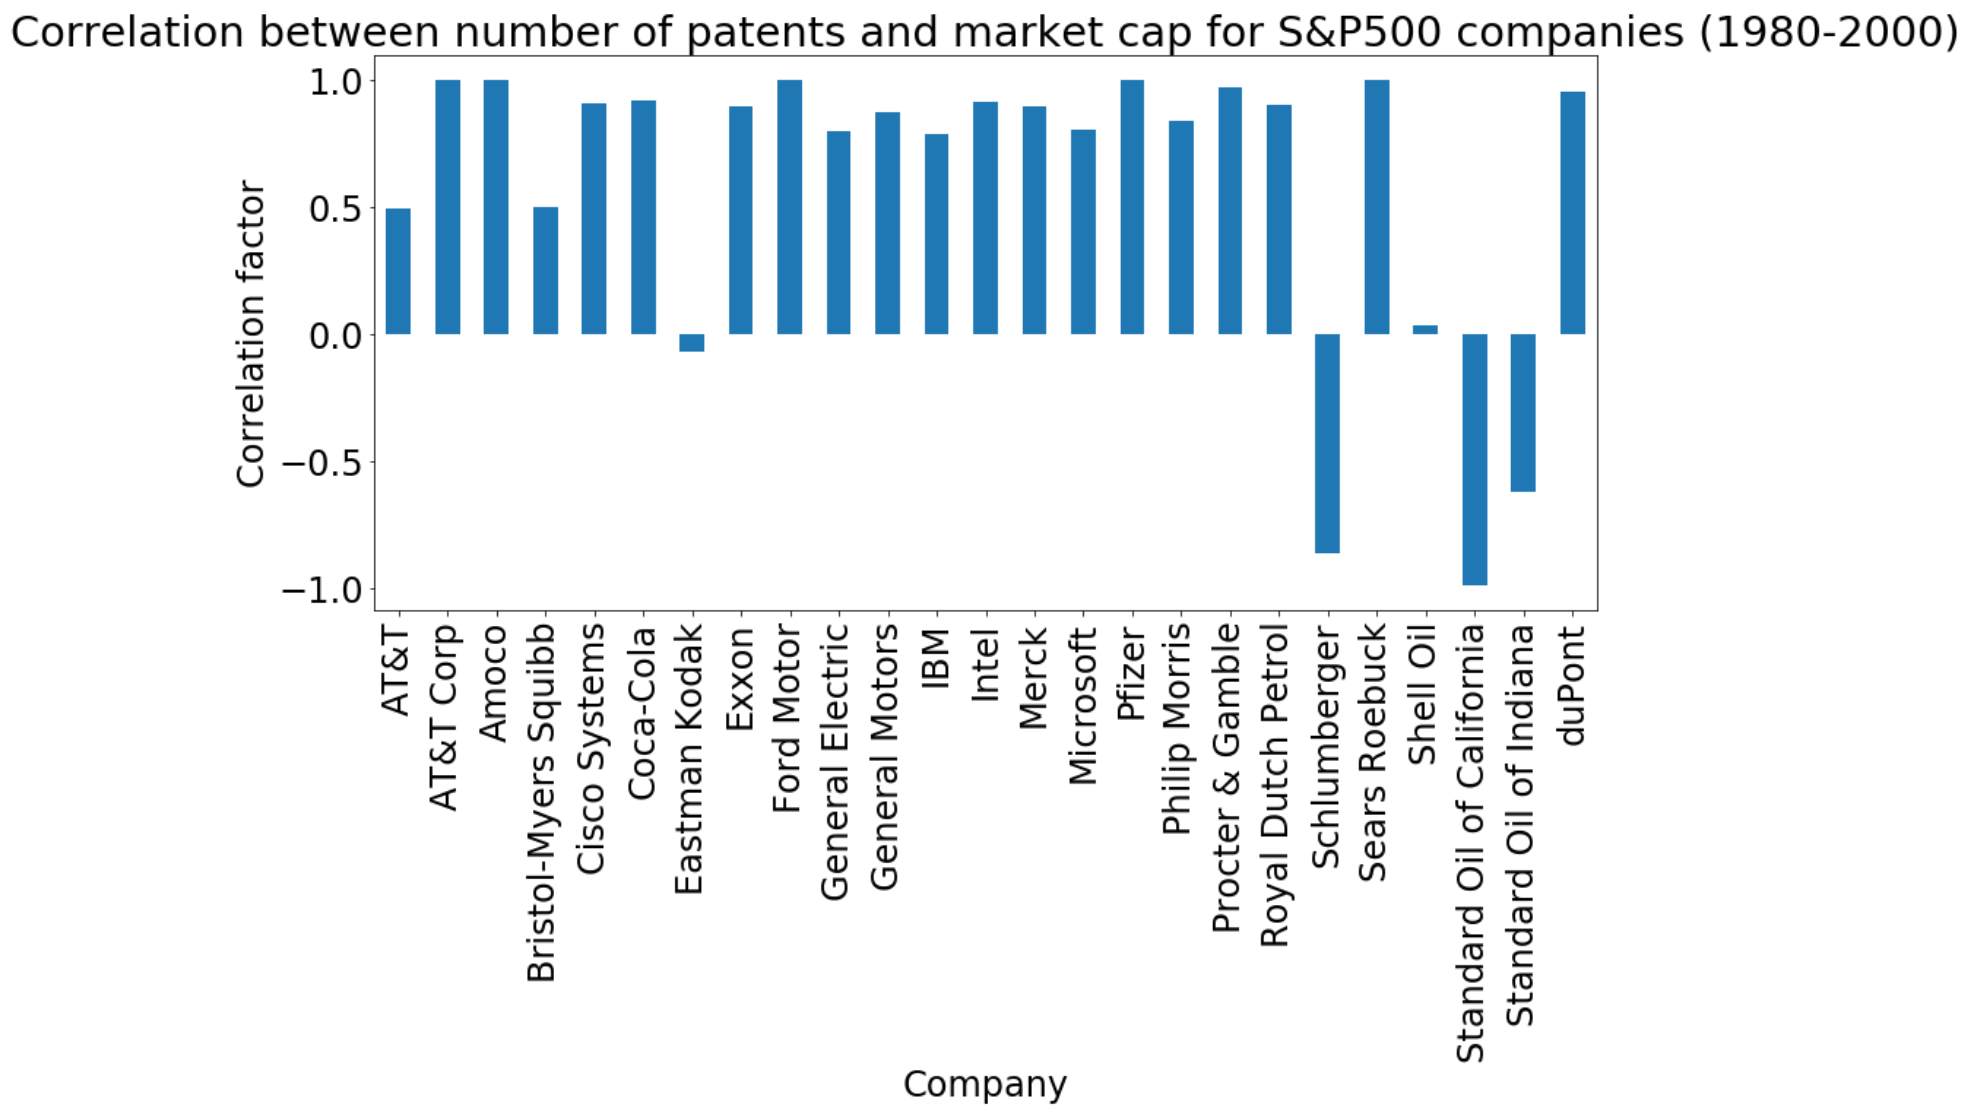 Correlation between number of patents and market cap for S&P500 companies (1980-2000)
1.0
0.5
0.0
−0.5
−1.0
Correlation factor
AT&T
AT&T Corp
Amoco
Bristol-Myers Squibb
Cisco Systems
Coca-Cola
Eastman Kodak
Exxon
Ford Motor
General Electric
General Motors
IBM
Intel
Merck
Microsoft
Pfizer
Philip Morris
Procter & Gamble
Royal Dutch Petrol
Schlumberger
Sears Roebuck
Shell Oil
Standard Oil of California
Standard Oil of Indiana
duPont
Company